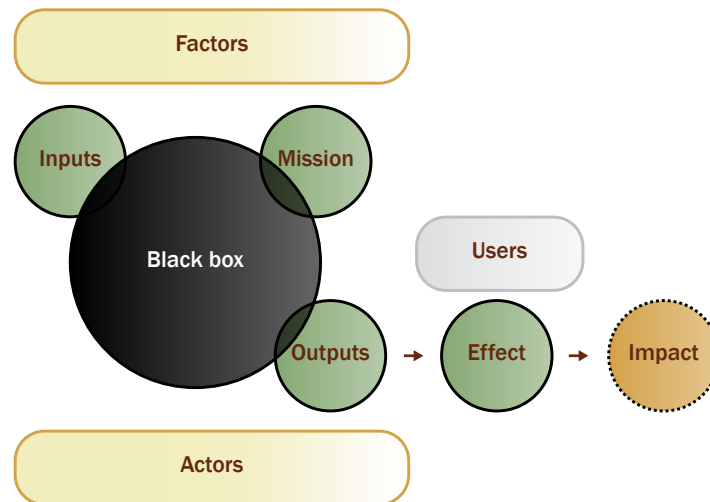 Factors
Inputs
Mission
Black box
Users
Outputs
Effect
Impact
Actors